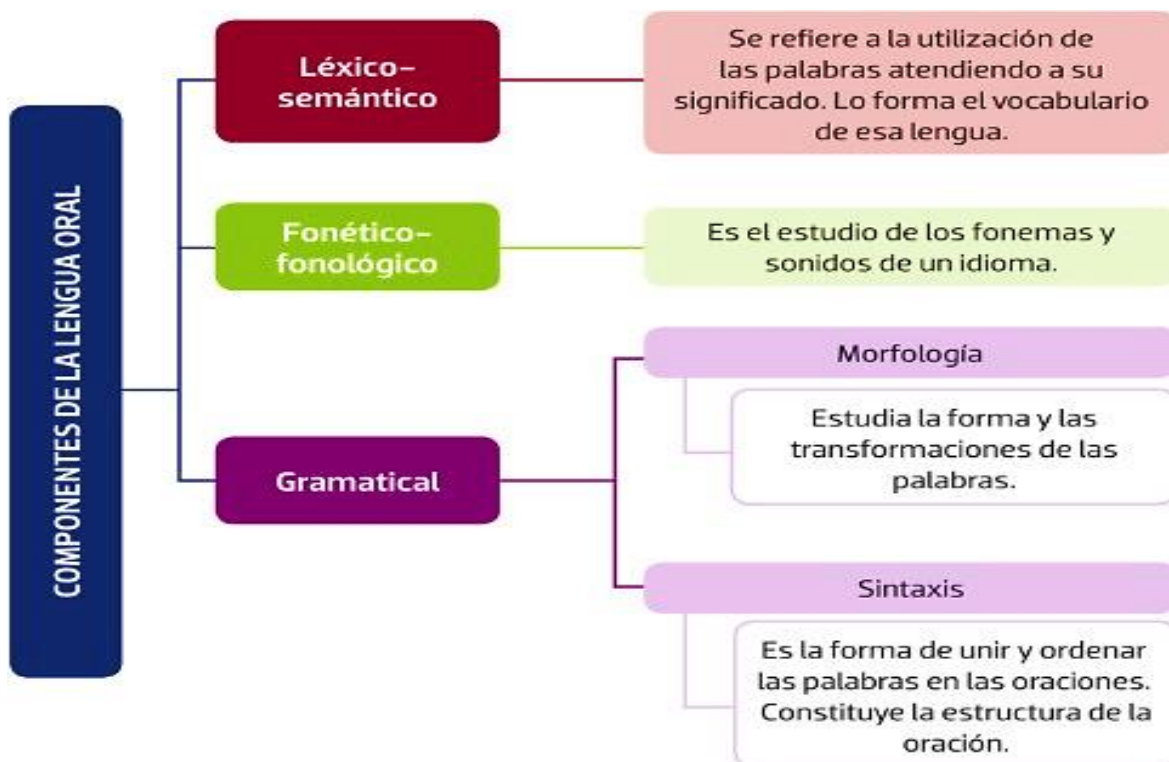 COMPONENTES DE LA LENGUA ORAL
Léxico-
semántico
Se refiere a la utilización de
las palabras atendiendo a su
significado. Lo forma el vocabulario
de esa lengua.
Fonético-
fonológico
Es el estudio de los fonemas y
sonidos de un idioma.
Gramatical
Morfología
Estudia la forma y las
transformaciones de las
palabras.
Sintaxis
Es la forma de unir y ordenar
las palabras en las oraciones.
Constituye la estructura de la
oración.